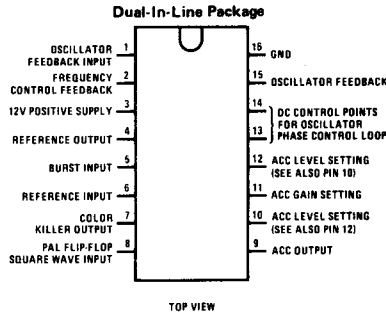 Dual-In-Line Package
OSCILLATOR
FEEDBACK INPUT
1
FREQUENCY
CONTROL FEEDBACK
2
12V POSITIVE SUPPLY
3
REFERENCE OUTPUT
4
BURST INPUT
5
REFERENCE INPUT
6
COLOR
KILLER OUTPUT
7
PAL FLIP-FLOP
SQUARE WAVE INPUT
8
16
GND
15
OSCILLATOR FEEDBACK
14
13
DC CONTROL POINTS
FOR OSCILLATOR
PHASE CONTROL LOOP
12
ACC LEVEL SETTING
(SEE ALSO PIN 10)
11
ACC GAIN SETTING
10
ACC LEVEL SETTING
(SEE ALSO PIN 12)
9
ACC OUTPUT
TOP VIEW